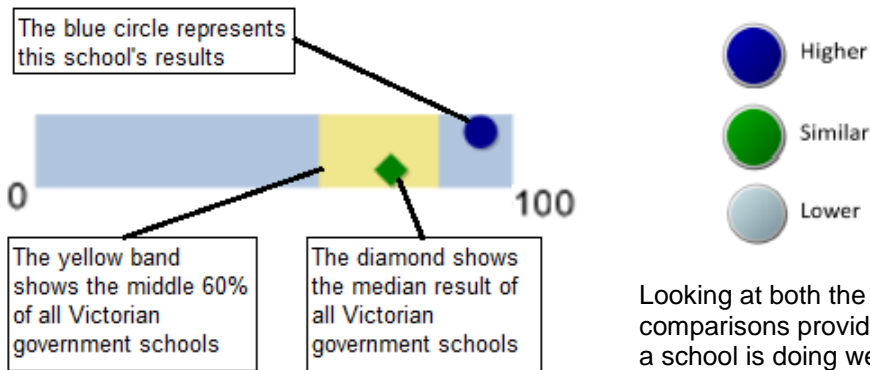 The blue circle represents
this school's results
0
100
The yellow band
shows the middle 60%
of all Victorian
government schools
The diamond shows
the median result of
all Victorian
government schools
Higher
Similar
Lower
Looking at both the
comparisons provid
a school is doing we